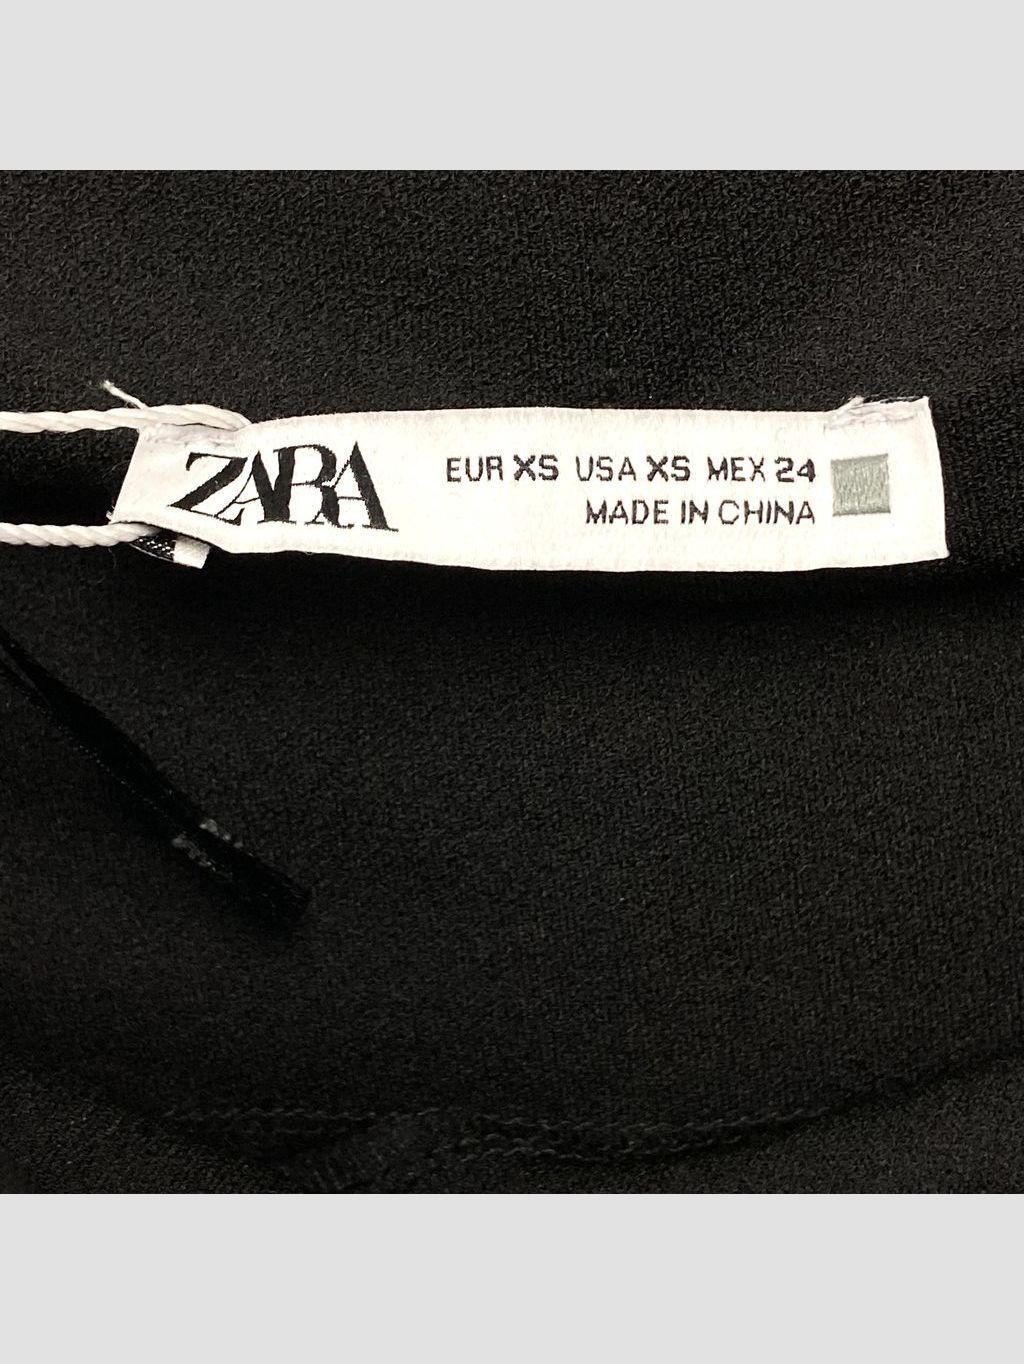 ZARA
EUR XS USA XS MEX 24
MADE IN CHINA